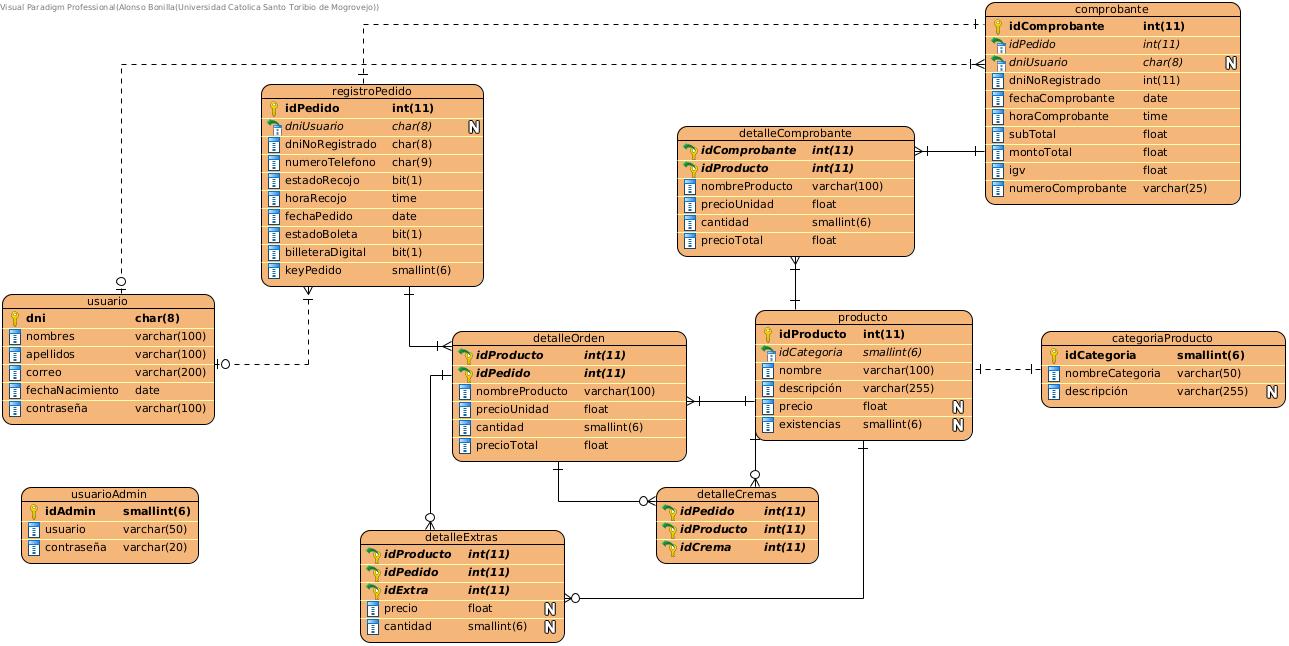 Visual Paradigm Professional(Alonso Bonilla(Universidad Catolica Santo Toribio de Mogrovejo))
comprobante
idComprobante int(11)
idPedido int(11)
dniUsuario char(8) N
dniNoRegistrado int(11)
fechaComprobante date
horaComprobante time
subTotal float
montoTotal float
igv float
numeroComprobante varchar(25)
registroPedido
idPedido int(11)
dniUsuario char(8) N
dniNoRegistrado char(8)
numeroTelefono char(9)
estadoRecojo bit(1)
horaRecojo time
fechaPedido date
estadoBoleta bit(1)
billeteraDigital bit(1)
keyPedido smallint(6)
detalleComprobante
idComprobante int(11)
idProducto int(11)
nombreProducto varchar(100)
precioUnidad float
cantidad smallint(6)
precioTotal float
usuario
dni char(8)
nombres varchar(100)
apellidos varchar(100)
correo varchar(200)
fechaNacimiento date
contraseña varchar(100)
detalleOrden
idProducto int(11)
idPedido int(11)
nombreProducto varchar(100)
precioUnidad float
cantidad smallint(6)
precioTotal float
producto
idProducto int(11)
idCategoria smallint(6)
nombre varchar(100)
descripción varchar(255)
precio float N
existencias smallint(6) N
categoriaProducto
idCategoria smallint(6)
nombreCategoria varchar(50)
descripción varchar(255) N
usuarioAdmin
idAdmin smallint(6)
usuario varchar(50)
contraseña varchar(20)
detalleCremas
idPedido int(11)
idProducto int(11)
idCrema int(11)
detalleExtras
idProducto int(11)
idPedido int(11)
idExtra int(11)
precio float N
cantidad smallint(6) N